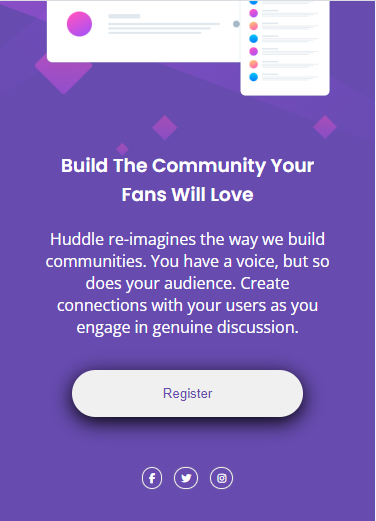 Build The Community Your
Fans Will Love
Huddle re-imagines the way we build
communities. You have a voice, but so
does your audience. Create
connections with your users as you
engage in genuine discussion.
Register